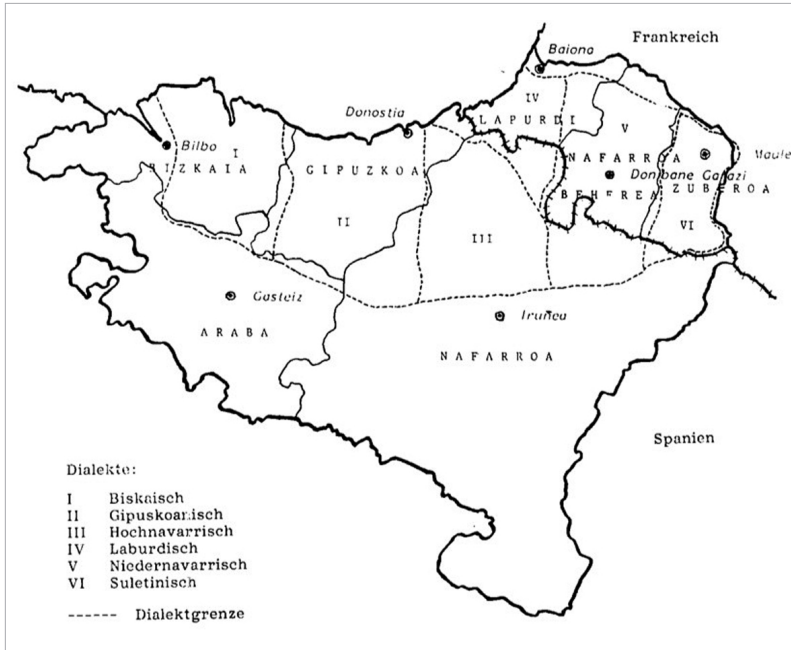 Frankreich
Baiona
IV
LAPURDI
Donostia
V
Bilbo
I
BIZKAIA
GIPUZKOA
NAFARROA
Maule
Donibane Garazi
BEHEREA
ZUBEROA
II
III
VI
Gasteiz
Iruñea
ARABA
NAFARROA
Spanien
Dialekte:
I Biskaisch
II Gipuskoanisch
III Hochnavarrisch
IV Laburdisch
V Niedernavarrisch
VI Suletinisch
------ Dialektgrenze